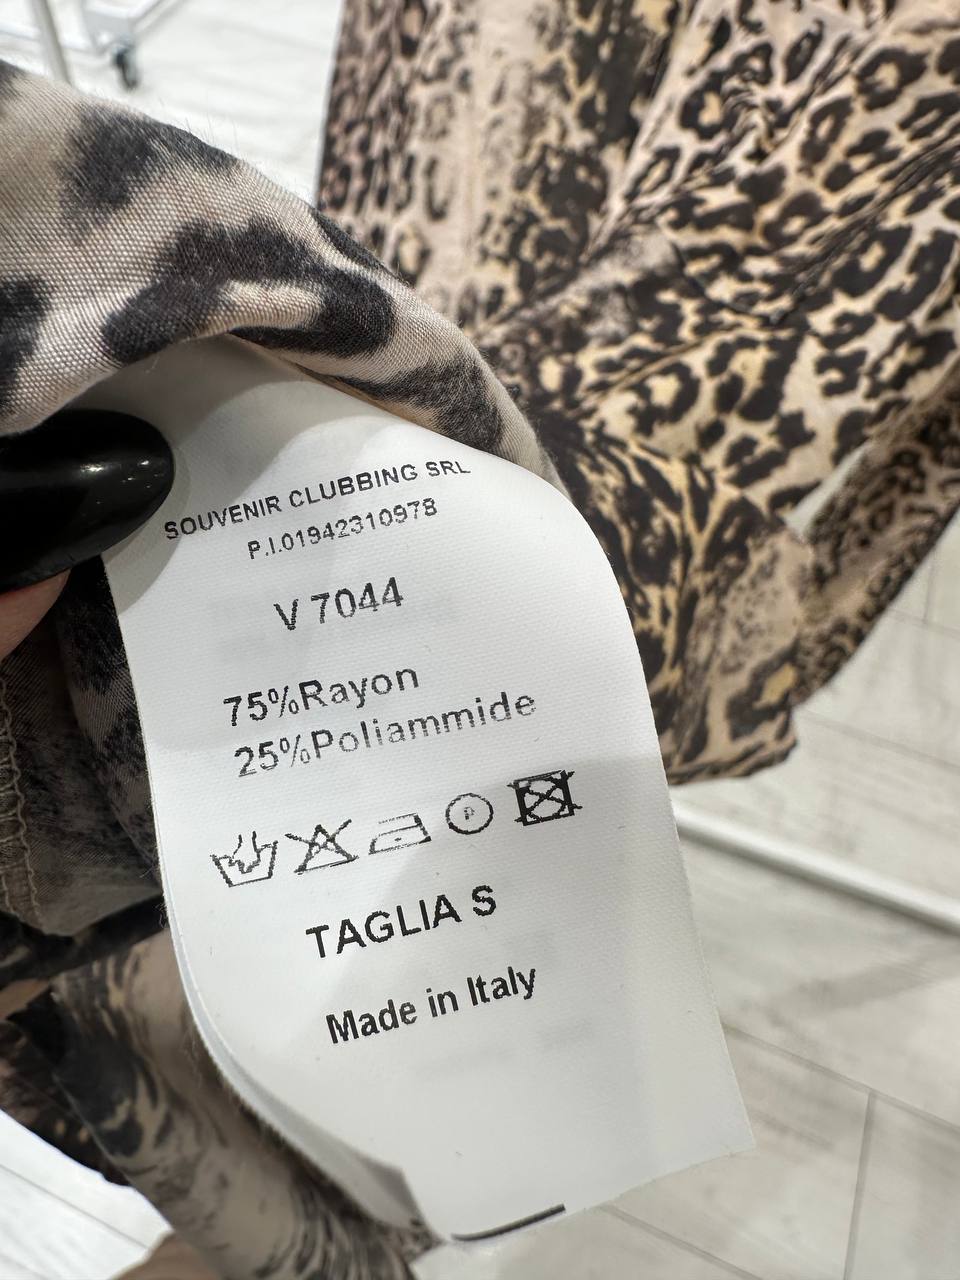 SOUVENIR CLUBBING SRL
P.I.01942310978
V 7044
75%Rayon
25%Poliammide
P
TAGLIA S
Made in Italy